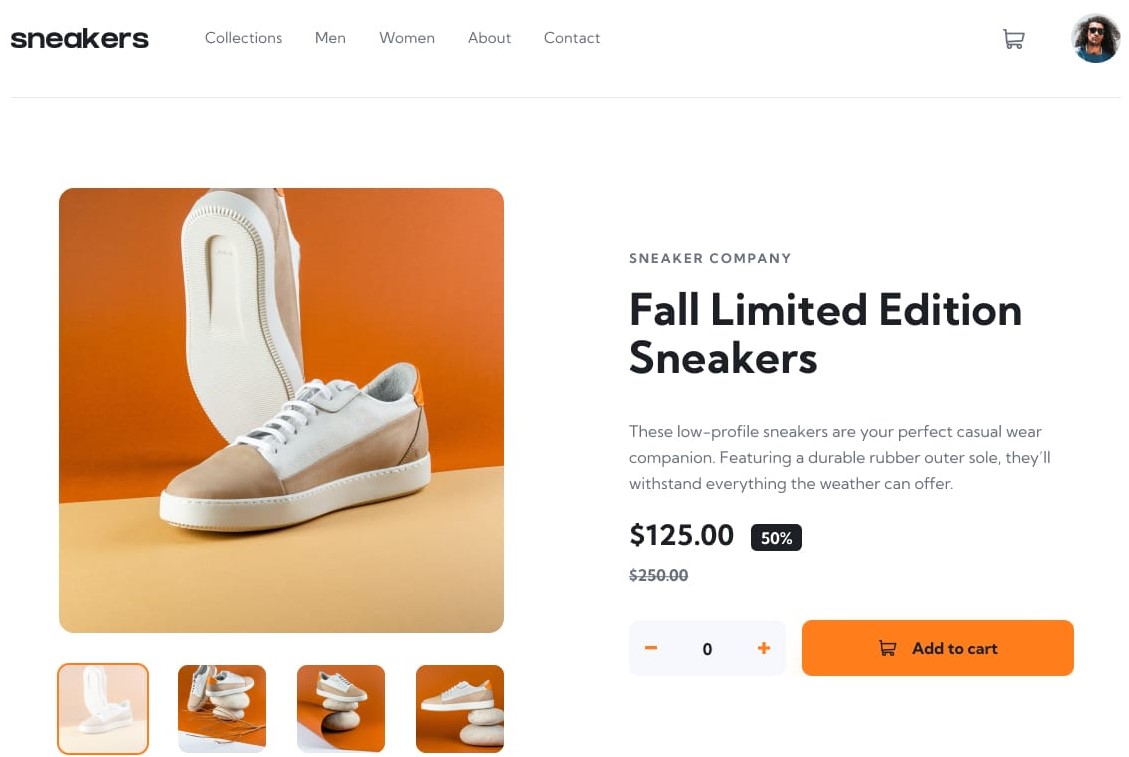 sneakers
Collections Men Women About Contact
SNEAKER COMPANY
Fall Limited Edition
Sneakers
These low-profile sneakers are your perfect casual wear
companion. Featuring a durable rubber outer sole, they’ll
withstand everything the weather can offer.
$125.00 50%
$250.00
0
Add to cart